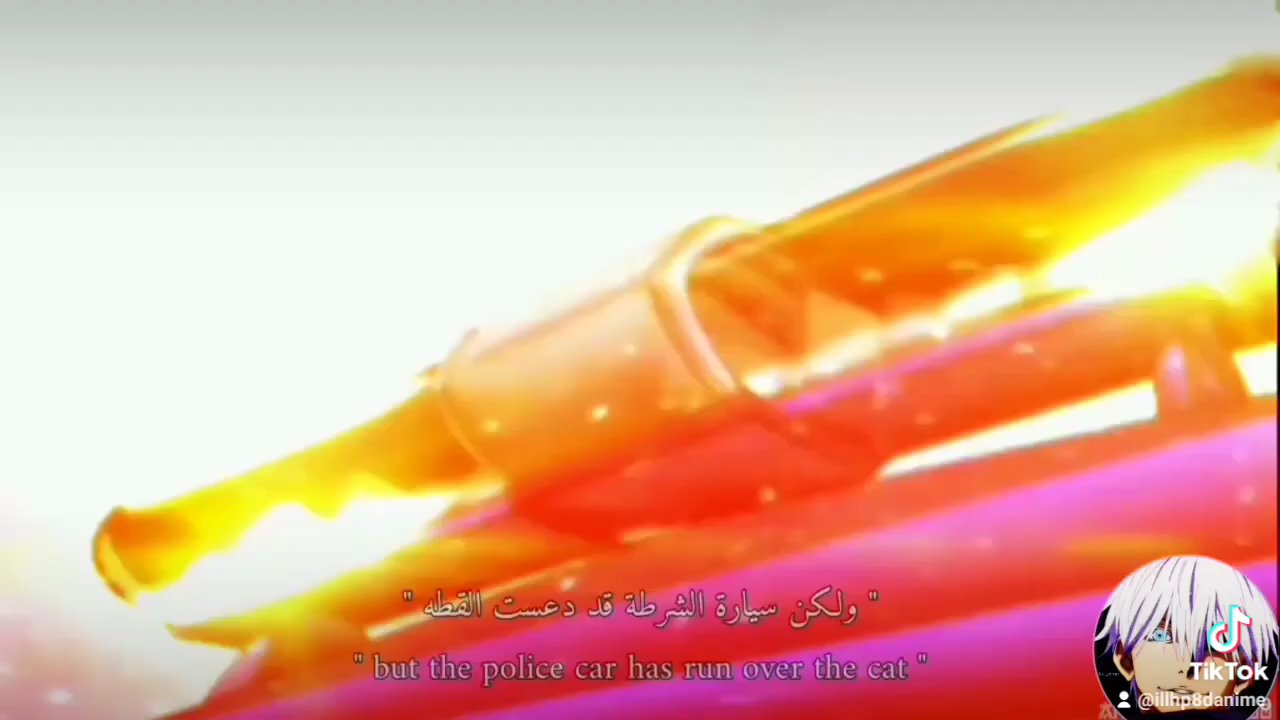 " ولكن سيارة الشرطة قد دعست القطه "
" but the police car has run over the cat "
TikTok
@illhp8danime